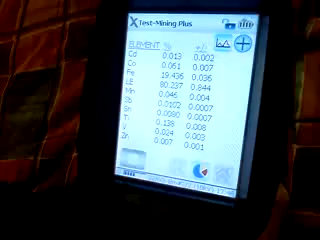 Test-Mining Plus
ELEMENT % +/-
Cd 0.013 0.002
Co 0.061 0.007
Fe 19.436 0.036
LE 80.237 0.844
Mn 0.046 0.004
Sb 0.0102 0.0007
Sn 0.0080 0.0007
Ti 0.138 0.008
V 0.024 0.003
Zn 0.007 0.001